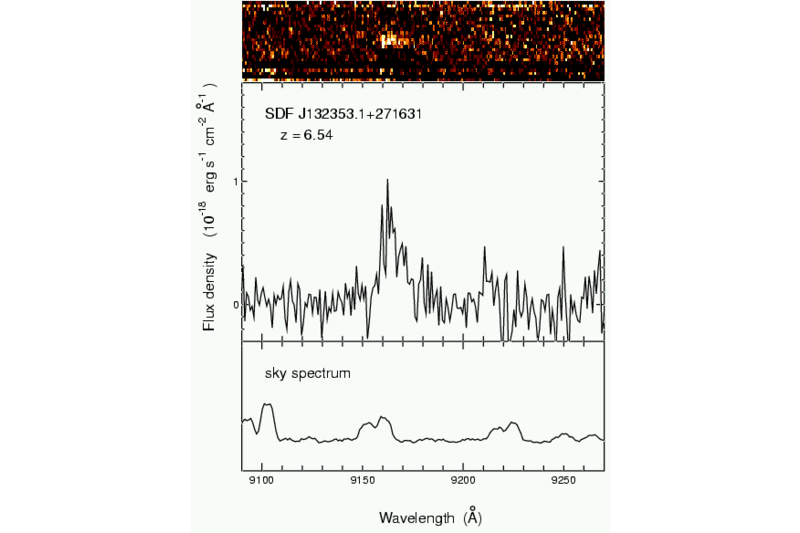 SDF J132353.1+271631
z = 6.54
Flux density (10⁻¹⁸ erg s⁻¹ cm⁻² Å⁻¹)
1
0
sky spectrum
9100 9150 9200 9250
Wavelength (Å)